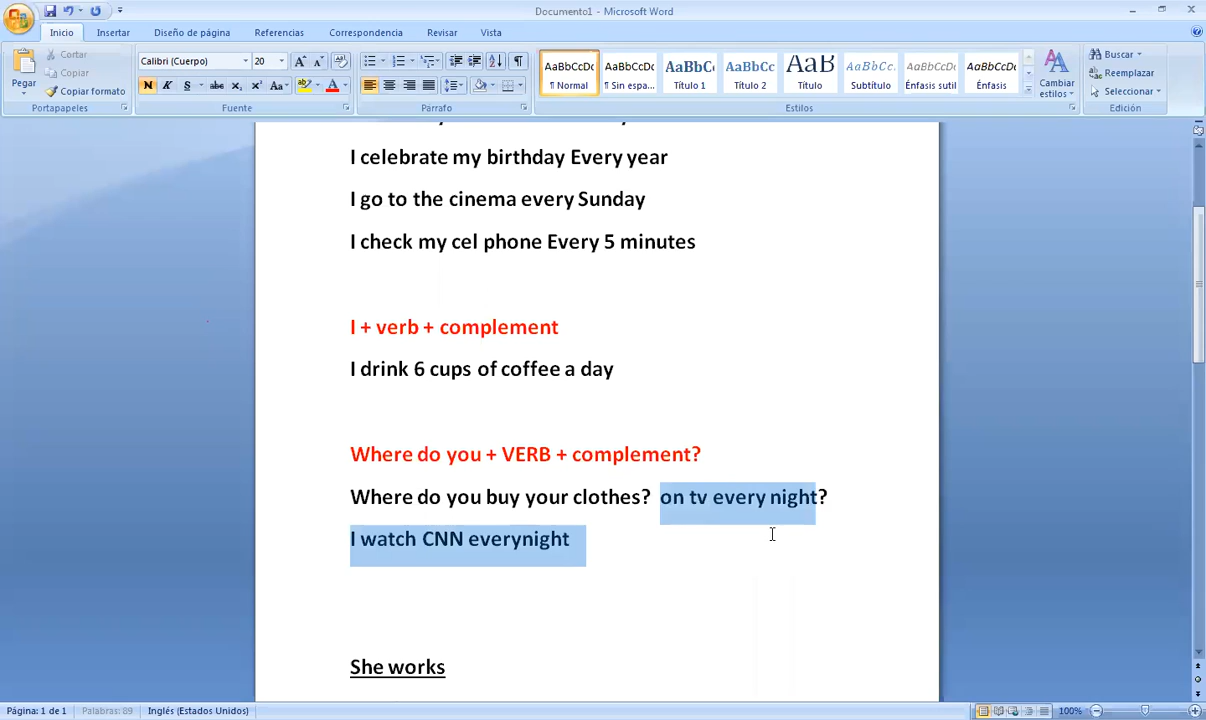 Documento1 - Microsoft Word
Inicio Insertar Diseño de página Referencias Correspondencia Revisar Vista
Pegar
Cortar
Copiar
Copiar formato
Portapapeles
Calibri (Cuerpo) 20
N K S abc x₂ x² Aa
Fuente
Párrafo
AaBbCcDc AaBbCcDc AaBbC AaBbCc AaB AaBbCc. AaBbCcDc AaBbCcDc
¶ Normal ¶ Sin espa... Título 1 Título 2 Título Subtítulo Énfasis sutil Énfasis
Cambiar estilos
Estilos
Buscar
Reemplazar
Seleccionar
Edición
I celebrate my birthday Every year
I go to the cinema every Sunday
I check my cel phone Every 5 minutes
I + verb + complement
I drink 6 cups of coffee a day
Where do you + VERB + complement?
Where do you buy your clothes? on tv every night?
I watch CNN everynight
She works
Página: 1 de 1 Palabras: 89 Inglés (Estados Unidos) 100%